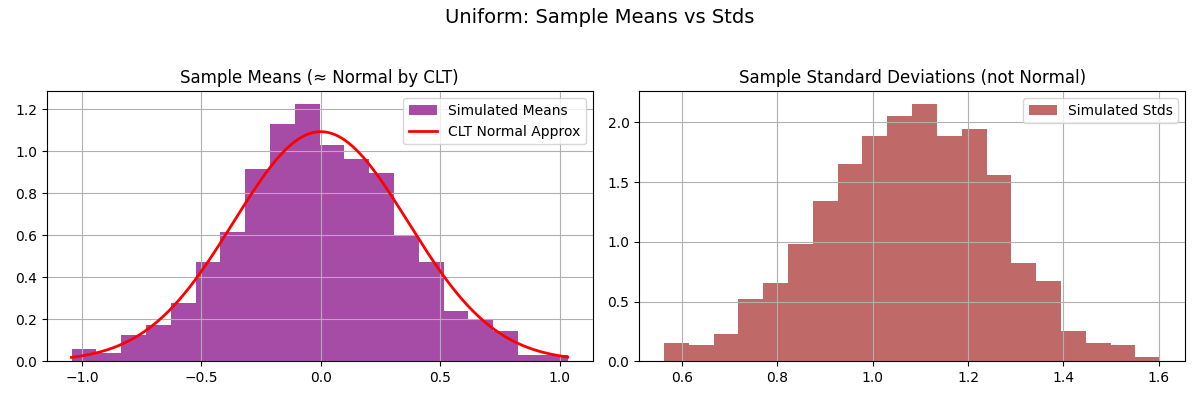 Uniform: Sample Means vs Stds
Sample Means (≈ Normal by CLT)
Simulated Means
CLT Normal Approx
1.2
1.0
0.8
0.6
0.4
0.2
0.0
−1.0 −0.5 0.0 0.5 1.0
Sample Standard Deviations (not Normal)
Simulated Stds
2.0
1.5
1.0
0.5
0.0
0.6 0.8 1.0 1.2 1.4 1.6